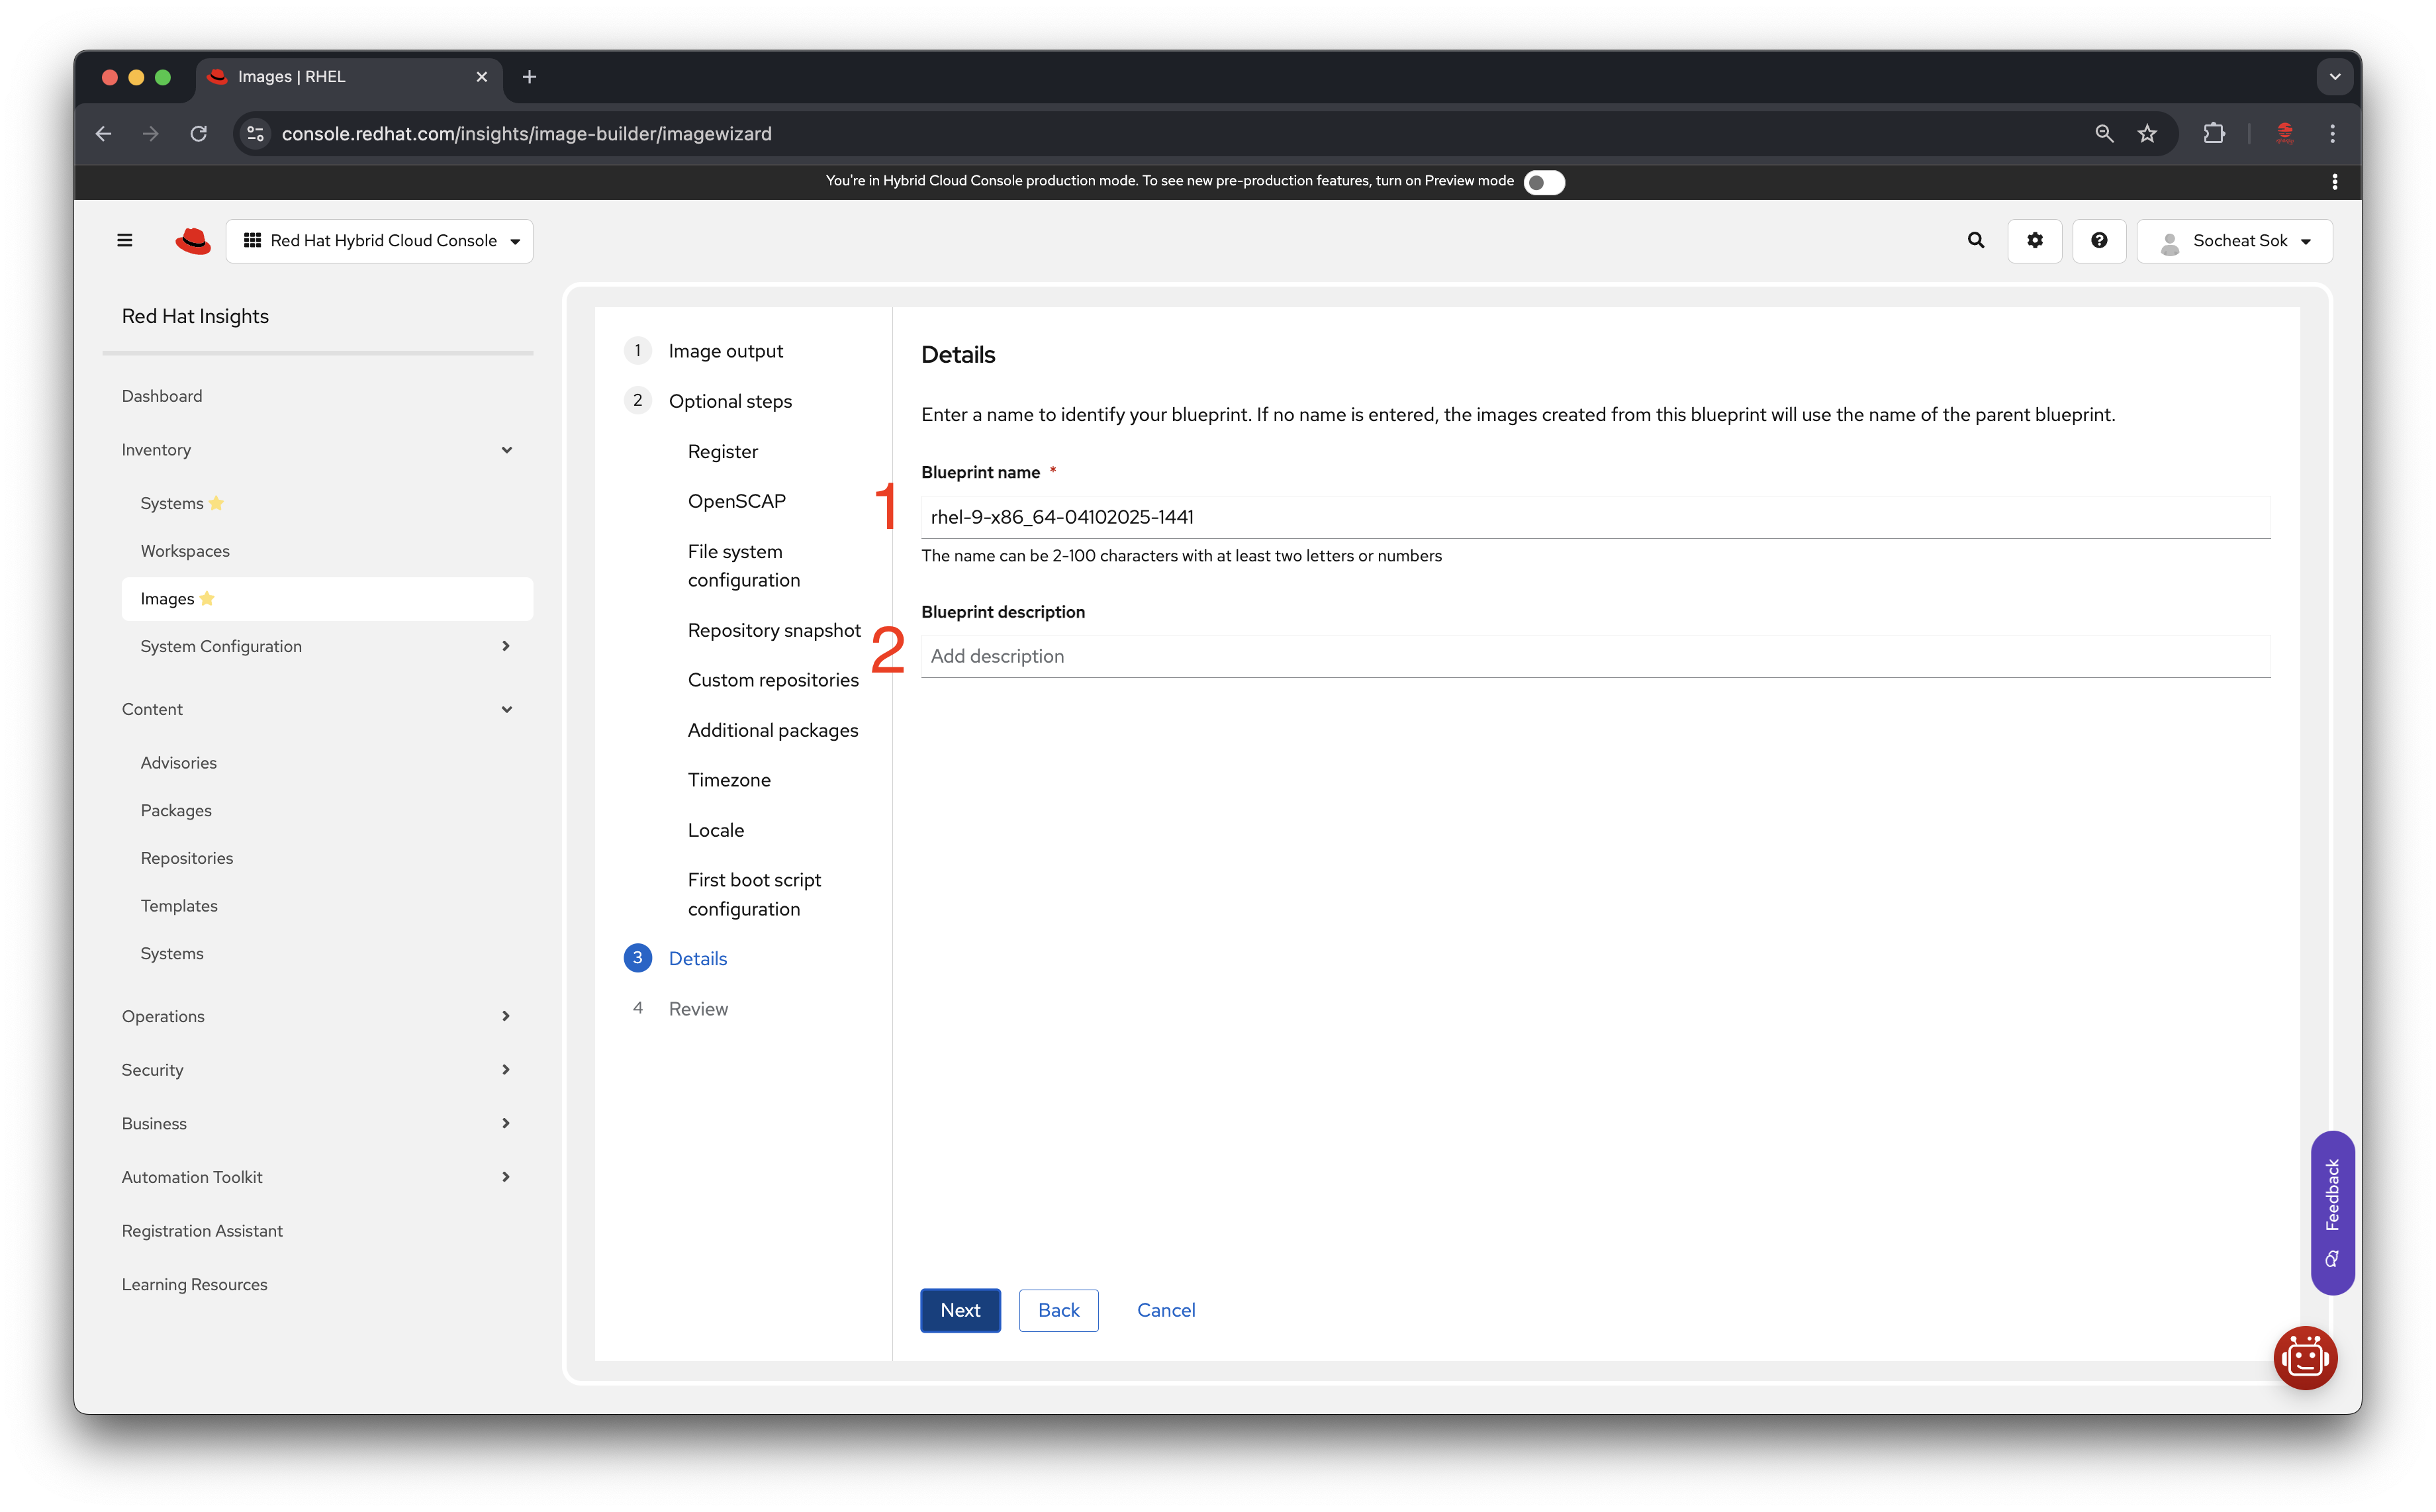 Images | RHEL
console.redhat.com/insights/image-builder/imagewizard
You're in Hybrid Cloud Console production mode. To see new pre-production features, turn on Preview mode
Red Hat Hybrid Cloud Console
Socheat Sok
Red Hat Insights
Dashboard
Inventory
Systems
Workspaces
Images
System Configuration
Content
Advisories
Packages
Repositories
Templates
Systems
Operations
Security
Business
Automation Toolkit
Registration Assistant
Learning Resources
1 Image output
2 Optional steps
Register
OpenSCAP
File system
configuration
Repository snapshot
Custom repositories
Additional packages
Timezone
Locale
First boot script
configuration
3 Details
4 Review
Details
Enter a name to identify your blueprint. If no name is entered, the images created from this blueprint will use the name of the parent blueprint.
Blueprint name *
1
rhel-9-x86_64-04102025-1441
The name can be 2-100 characters with at least two letters or numbers
Blueprint description
2
Add description
Next
Back
Cancel
Feedback